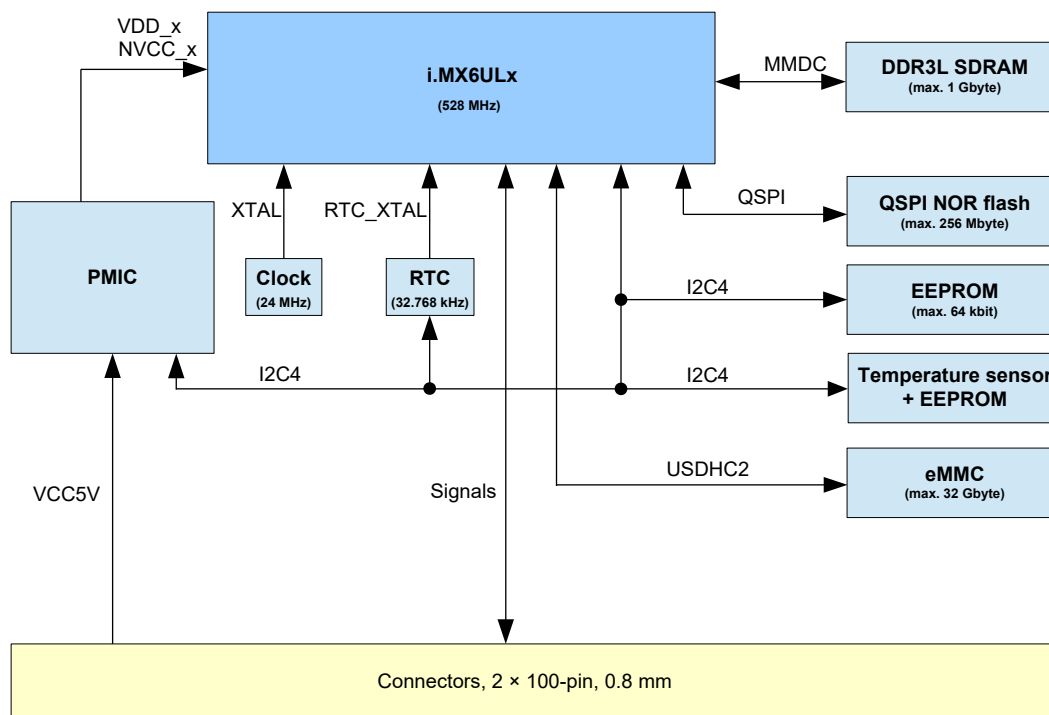 VDD_x
NVCC_x
i.MX6ULx
(528 MHz)
MMDC
DDR3L SDRAM
(max. 1 Gbyte)
XTAL
RTC_XTAL
QSPI
QSPI NOR flash
(max. 256 Mbyte)
PMIC
Clock
(24 MHz)
RTC
(32.768 kHz)
I2C4
EEPROM
(max. 64 kbit)
I2C4
I2C4
Temperature sensor
+ EEPROM
VCC5V
Signals
USDHC2
eMMC
(max. 32 Gbyte)
Connectors, 2 × 100-pin, 0.8 mm